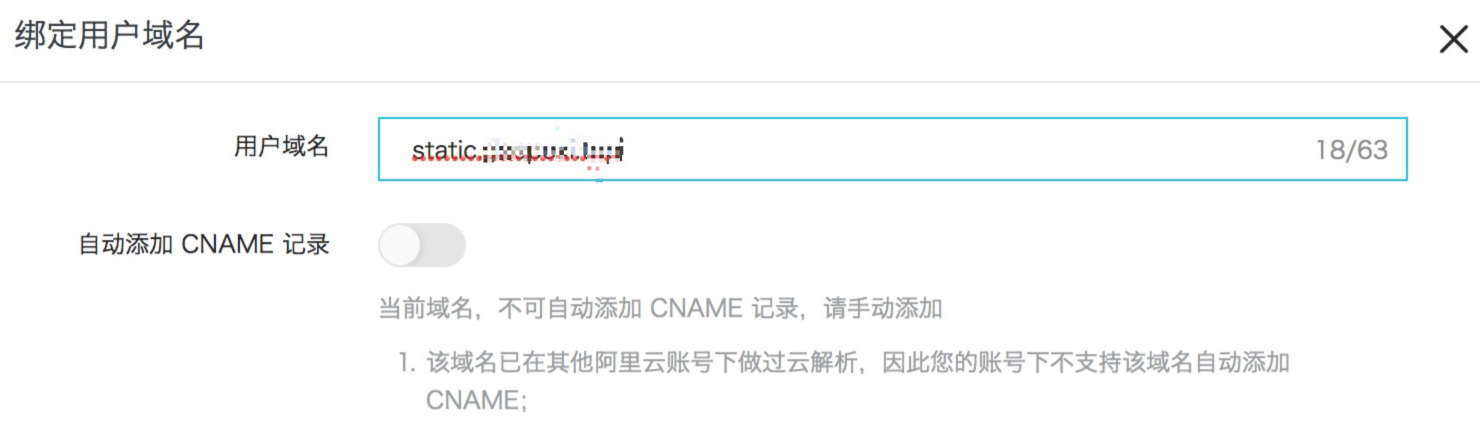 绑定用户域名
用户域名 static. 18/63
自动添加 CNAME 记录
当前域名，不可自动添加 CNAME 记录，请手动添加
1. 该域名已在其他阿里云账号下做过云解析，因此您的账号下不支持该域名自动添加
CNAME；